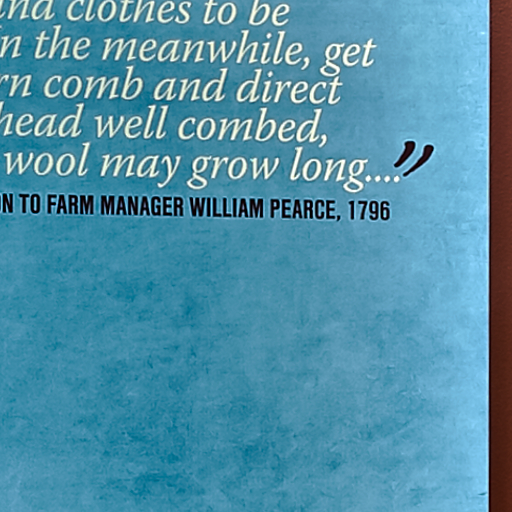 and clothes to be
n the meanwhile, get
rn comb and direct
head well combed,
wool may grow long....”
ON TO FARM MANAGER WILLIAM PEARCE, 1796